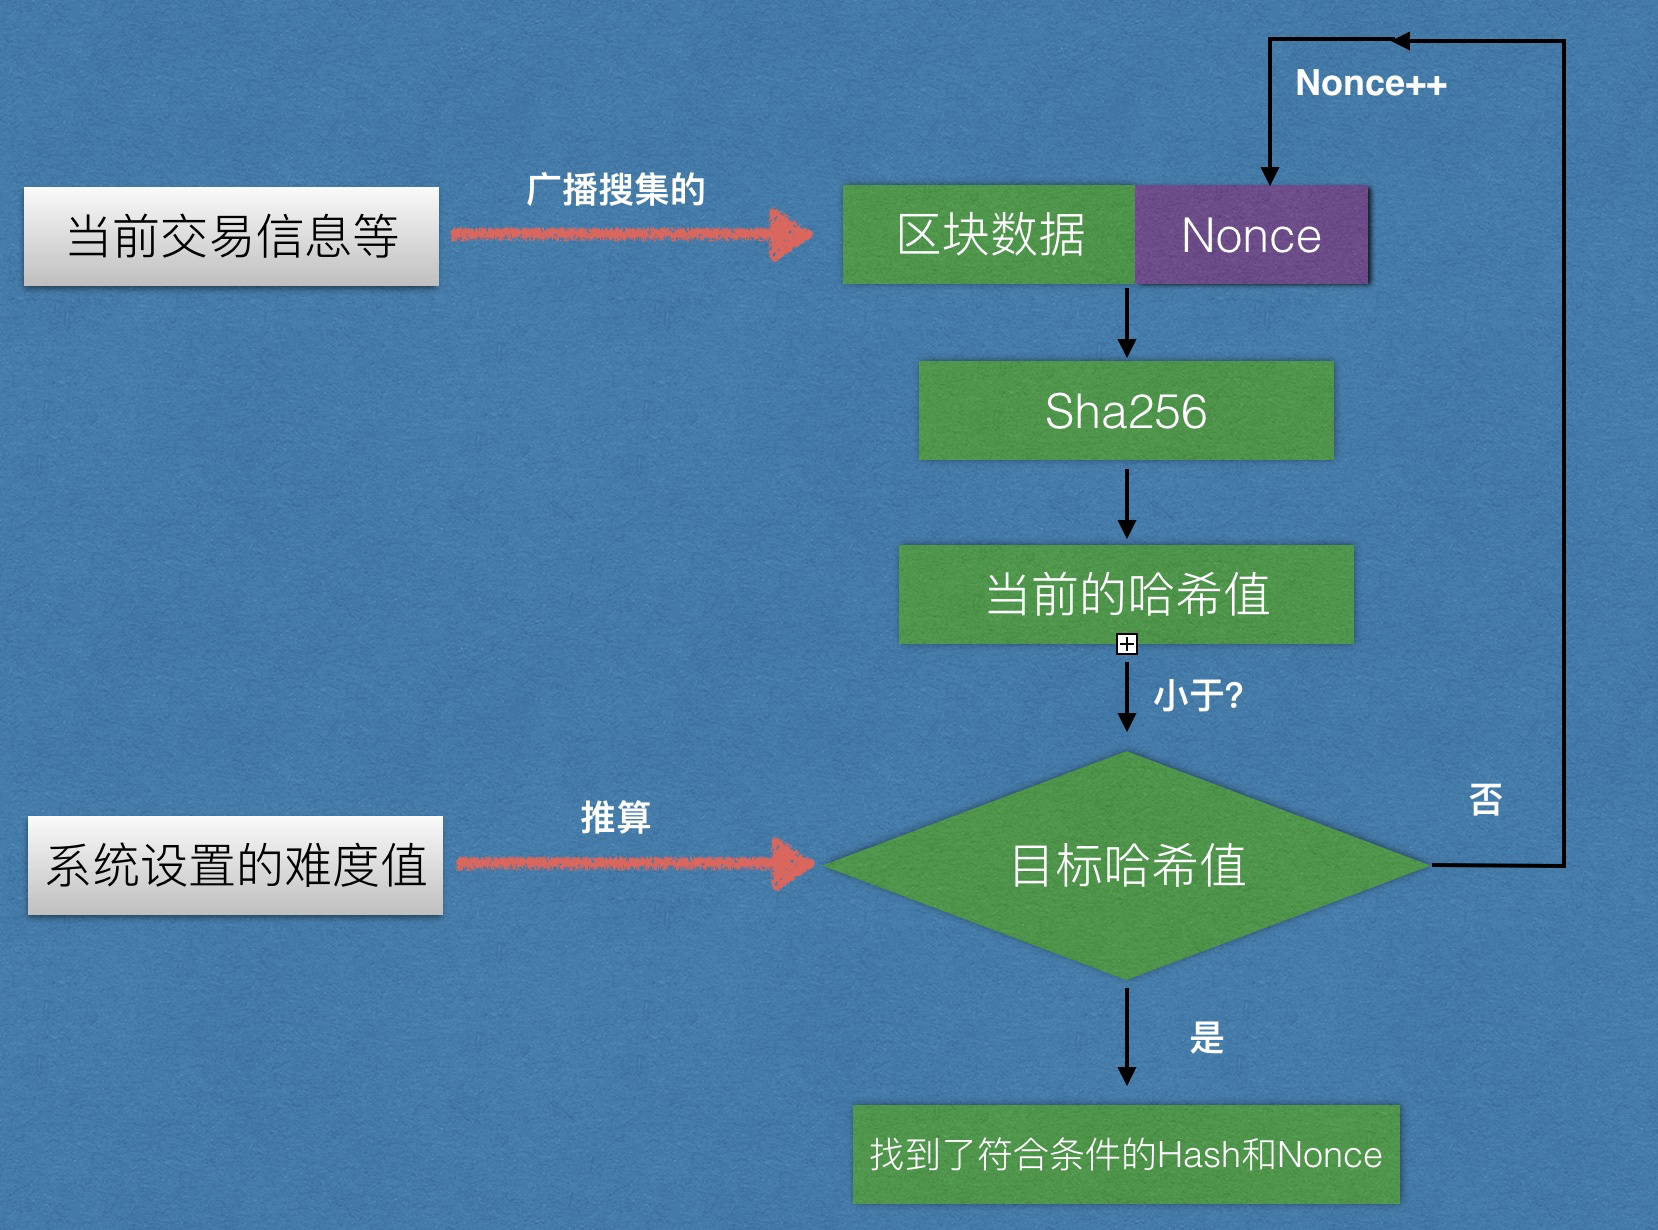 Nonce++
当前交易信息等
广播搜集的
区块数据
Nonce
Sha256
当前的哈希值
小于?
系统设置的难度值
推算
目标哈希值
否
是
找到了符合条件的Hash和Nonce